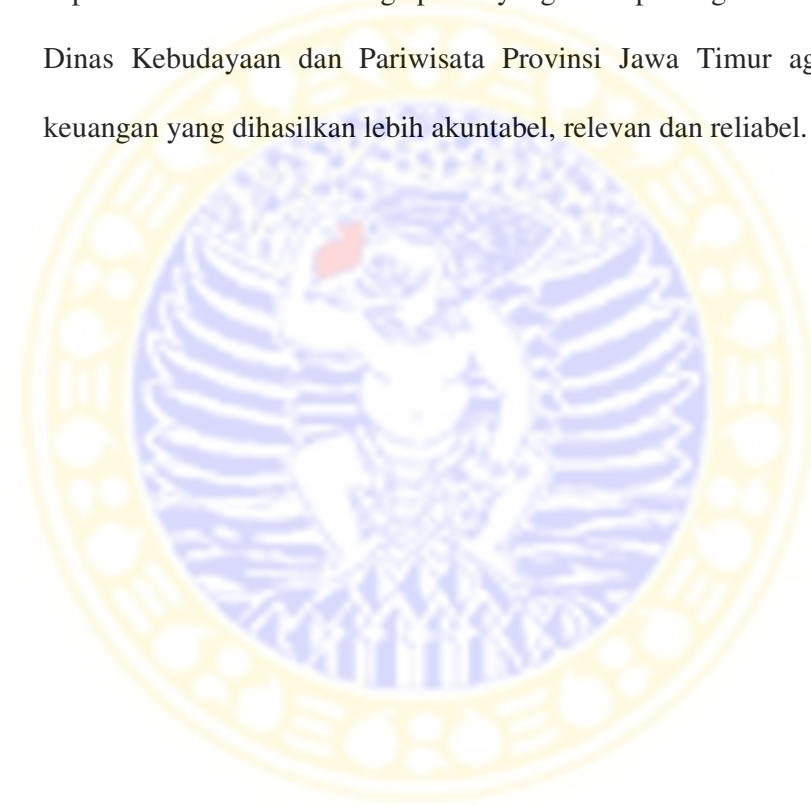 Dinas Kebudayaan dan Pariwisata Provinsi Jawa Timur ag
keuangan yang dihasilkan lebih akuntabel, relevan dan reliabel.